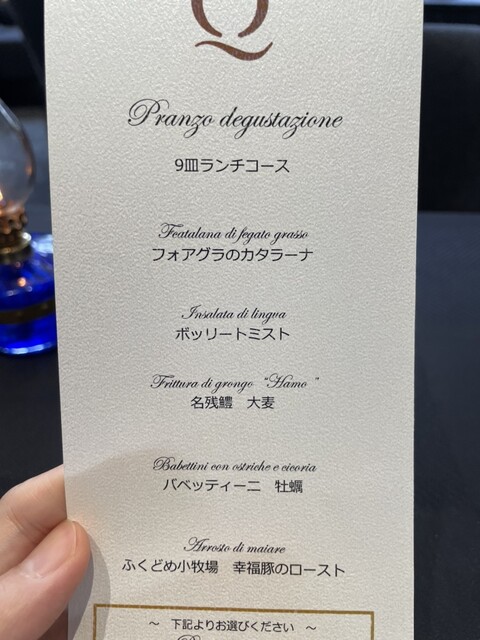 Q
Pranzo degustazione
9皿ランチコース
Fcatalana di fegato grasso
フォアグラのカタラーナ
Insalata di lingua
ボッリートミスト
Frittura di grongo "Hamo"
名残鱧 大麦
Babettini con ostriche e cicoria
バベッティーニ 牡蠣
Arrosto di maiare
ふくどめ小牧場 幸福豚のロースト
～ 下記よりお選びください ～